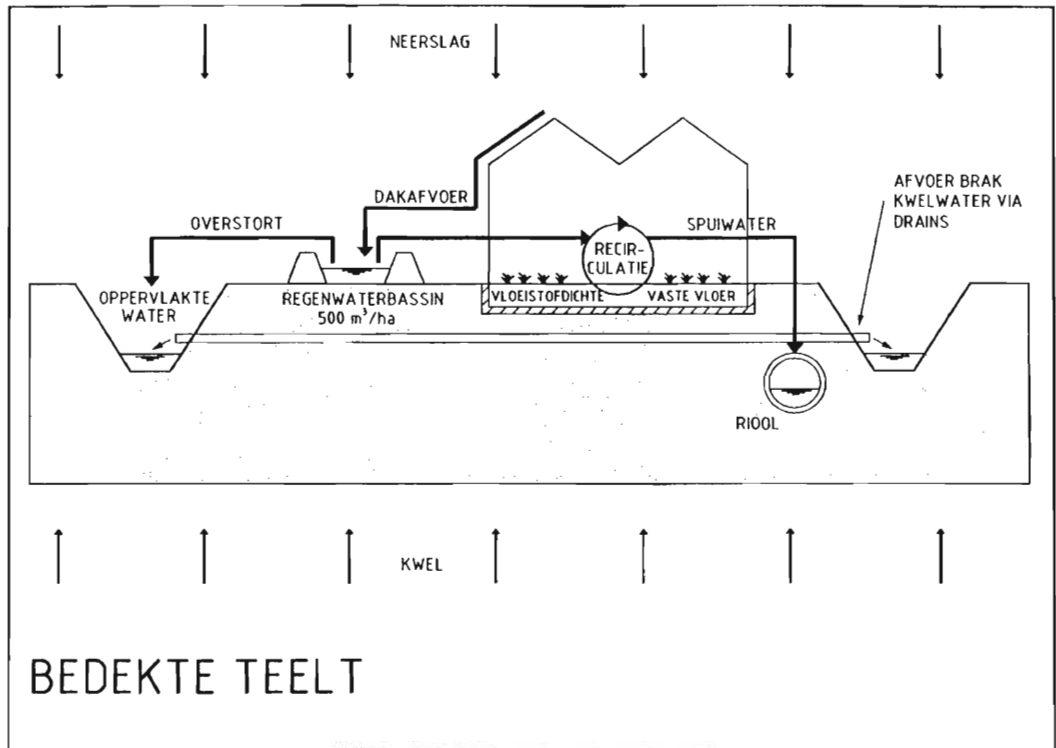 NEERSLAG
DAKAFVOER
OVERSTORT
SPUIWATER
AFVOER BRAK
KWELWATER VIA
DRAINS
RECIR-
CULATIE
OPPERVLAKTE
WATER
REGENWATERBASSIN
500 m³/ha
VLOEISTOFDICHTE
VASTE VLOER
RIOOL
KWEL
BEDEKTE TEELT